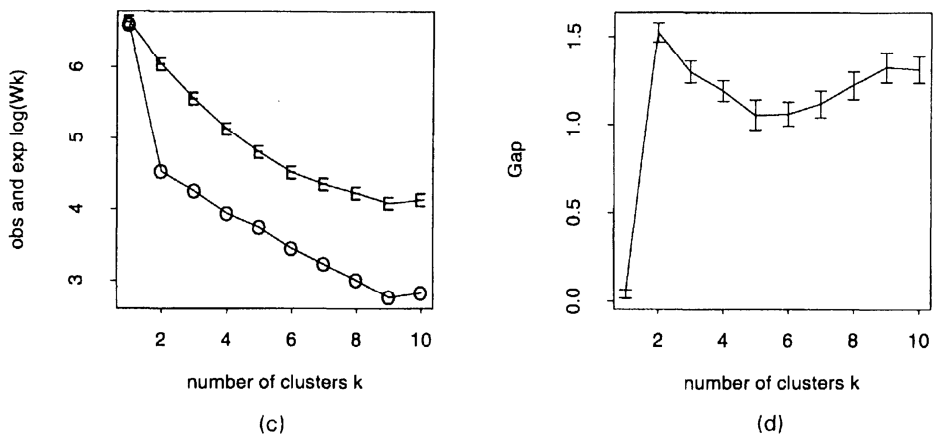 obs and exp log(Wk)
6
5
4
3
E E E E E E E E E E
O O O O O O O O O O
2 4 6 8 10
number of clusters k
(c)
Gap
1.5
1.0
0.5
0.0
2 4 6 8 10
number of clusters k
(d)